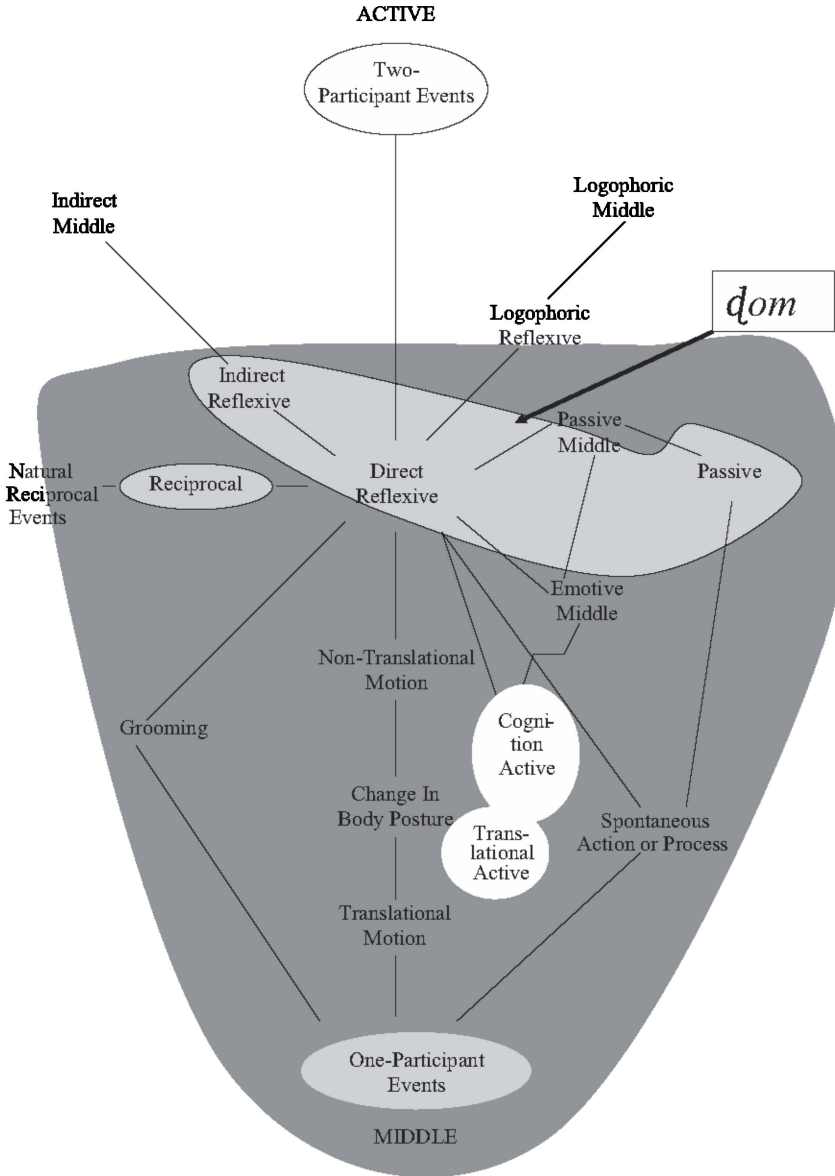 ACTIVE
Two-
Participant Events
Logophoric
Middle
Indirect
Middle
ɖom
Logophoric
Reflexive
Indirect
Reflexive
Passive
Middle
Passive
Direct
Reflexive
Natural
Reciprocal
Events
Reciprocal
Emotive
Middle
Non-Translational
Motion
Grooming
Cogni-
tion
Active
Change In
Body Posture
Spontaneous
Action or Process
Trans-
lational
Active
Translational
Motion
One-Participant
Events
MIDDLE